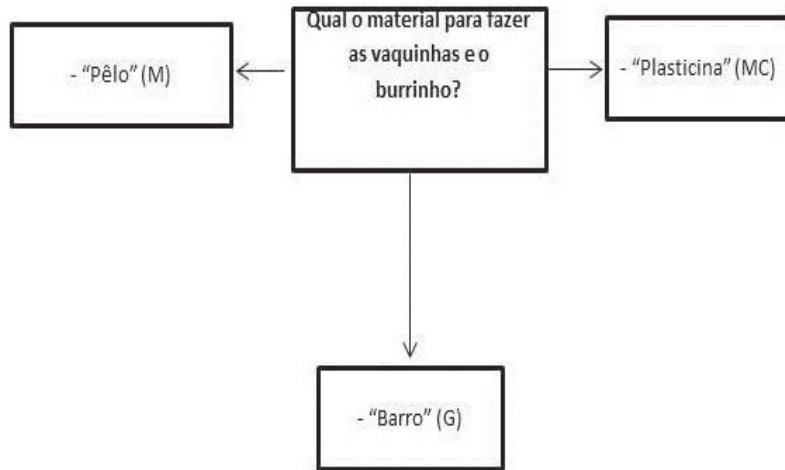 Qual o material para fazer
as vaquinhas e o
burrinho?
- “Pêlo” (M)
- “Plasticina” (MC)
- “Barro” (G)